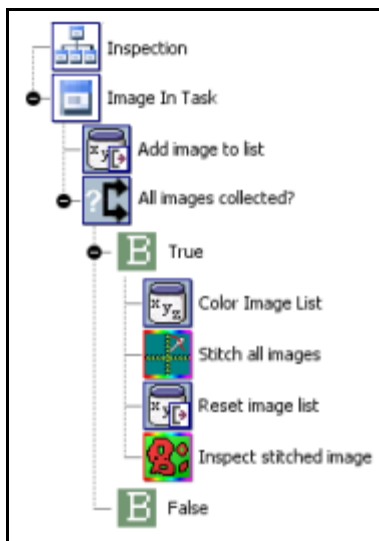 Inspection
Image In Task
Add image to list
All images collected?
B True
Color Image List
Stitch all images
Reset image list
Inspect stitched image
B False